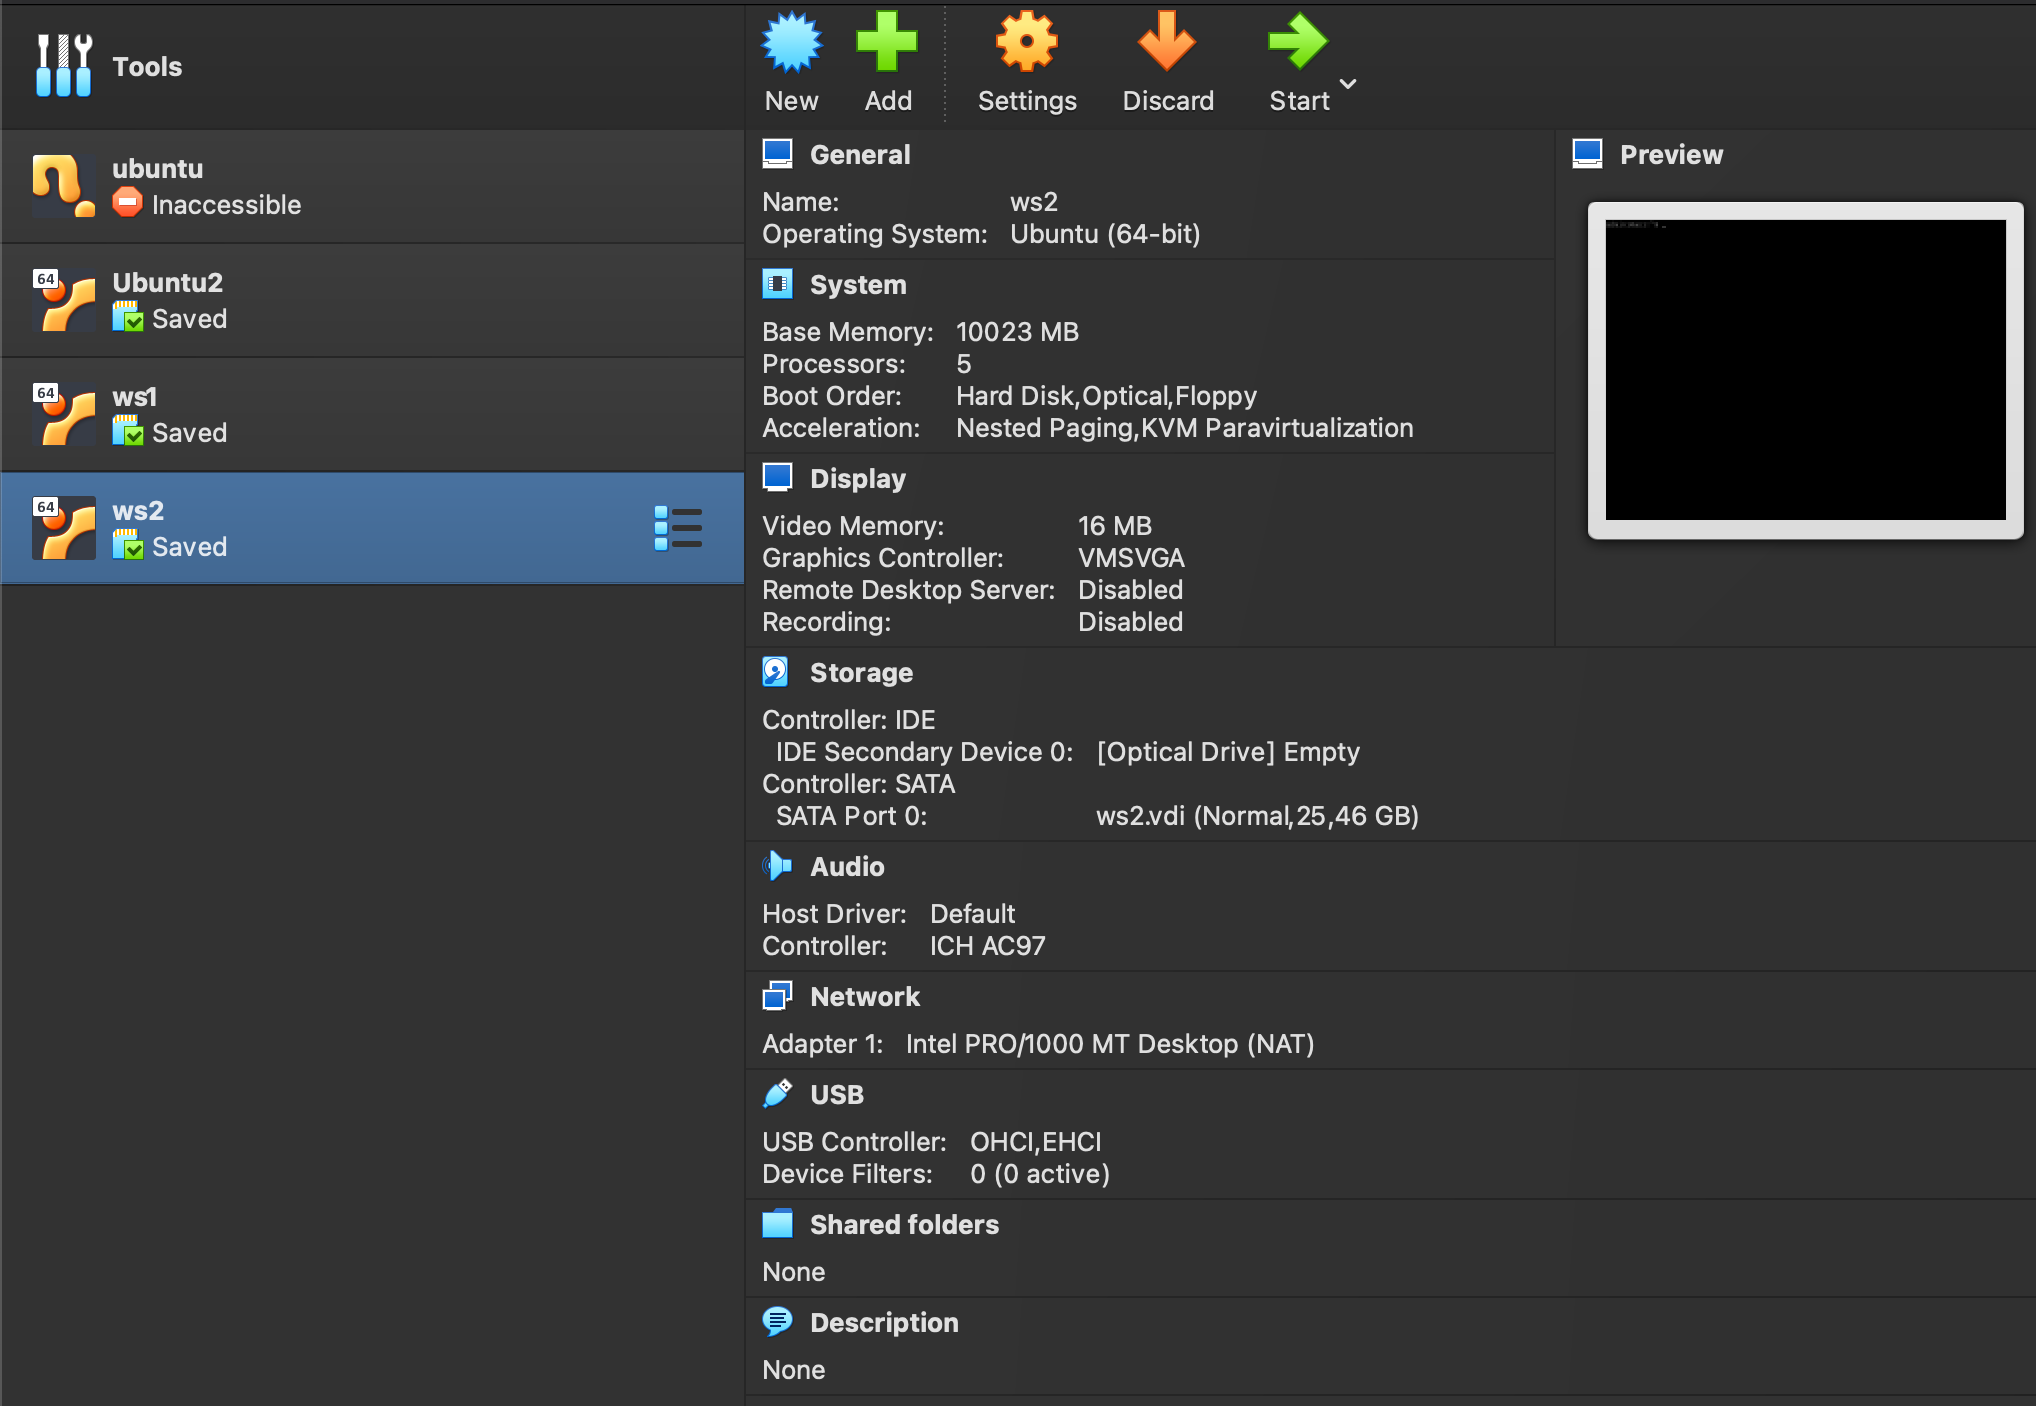 Tools
New Add Settings Discard Start
ubuntu
Inaccessible
64
Ubuntu2
Saved
64
ws1
Saved
64
ws2
Saved
General
Name: ws2
Operating System: Ubuntu (64-bit)
System
Base Memory: 10023 MB
Processors: 5
Boot Order: Hard Disk,Optical,Floppy
Acceleration: Nested Paging,KVM Paravirtualization
Display
Video Memory: 16 MB
Graphics Controller: VMSVGA
Remote Desktop Server: Disabled
Recording: Disabled
Preview
Storage
Controller: IDE
IDE Secondary Device 0: [Optical Drive] Empty
Controller: SATA
SATA Port 0: ws2.vdi (Normal,25,46 GB)
Audio
Host Driver: Default
Controller: ICH AC97
Network
Adapter 1: Intel PRO/1000 MT Desktop (NAT)
USB
USB Controller: OHCI,EHCI
Device Filters: 0 (0 active)
Shared folders
None
Description
None